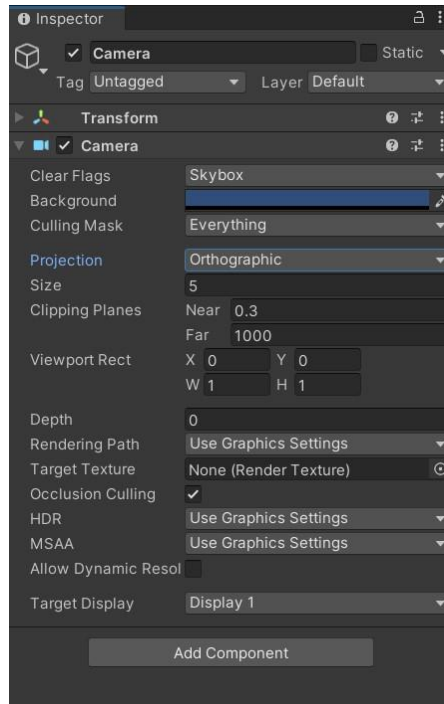 Inspector
Camera Static
Tag Untagged Layer Default
Transform
Camera
Clear Flags Skybox
Background
Culling Mask Everything
Projection Orthographic
Size 5
Clipping Planes Near 0.3
Far 1000
Viewport Rect X 0 Y 0
W 1 H 1
Depth 0
Rendering Path Use Graphics Settings
Target Texture None (Render Texture)
Occlusion Culling
HDR Use Graphics Settings
MSAA Use Graphics Settings
Allow Dynamic Resol
Target Display Display 1
Add Component